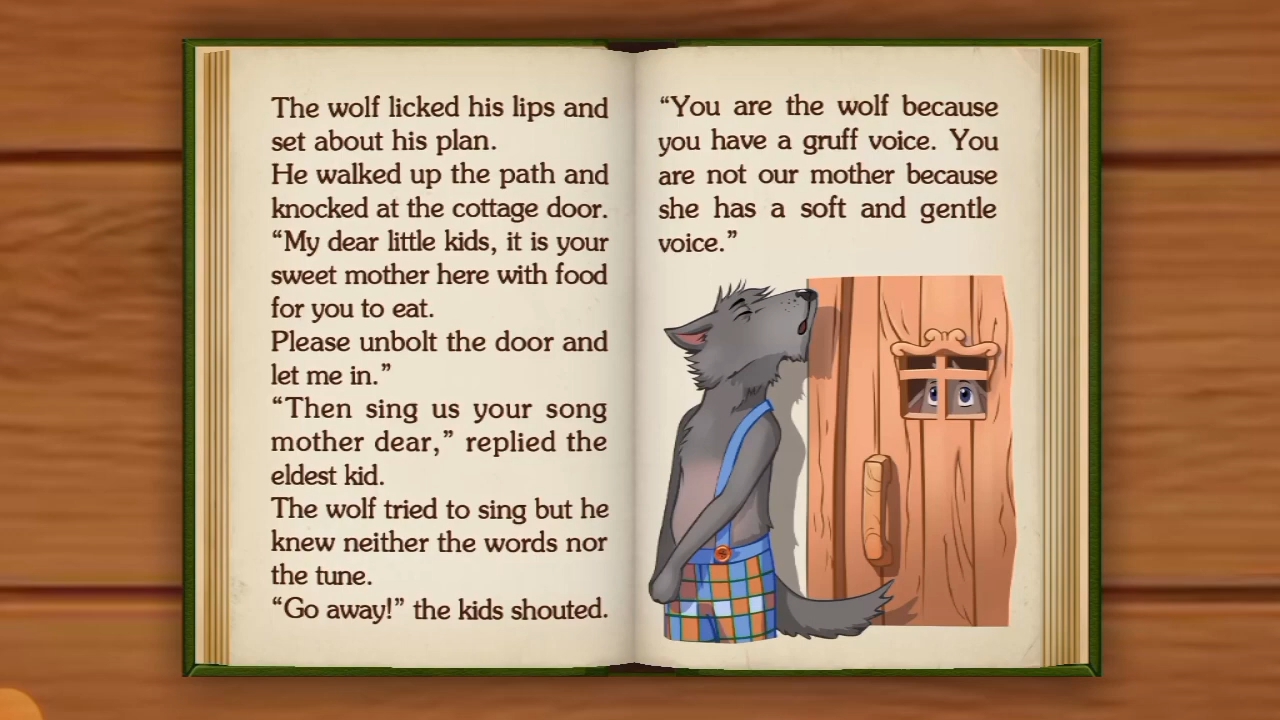 The wolf licked his lips and
set about his plan.
He walked up the path and
knocked at the cottage door.
“My dear little kids, it is your
sweet mother here with food
for you to eat.
Please unbolt the door and
let me in.”
“Then sing us your song
mother dear,” replied the
eldest kid.
The wolf tried to sing but he
knew neither the words nor
the tune.
“Go away!” the kids shouted.
“You are the wolf because
you have a gruff voice. You
are not our mother because
she has a soft and gentle
voice.”